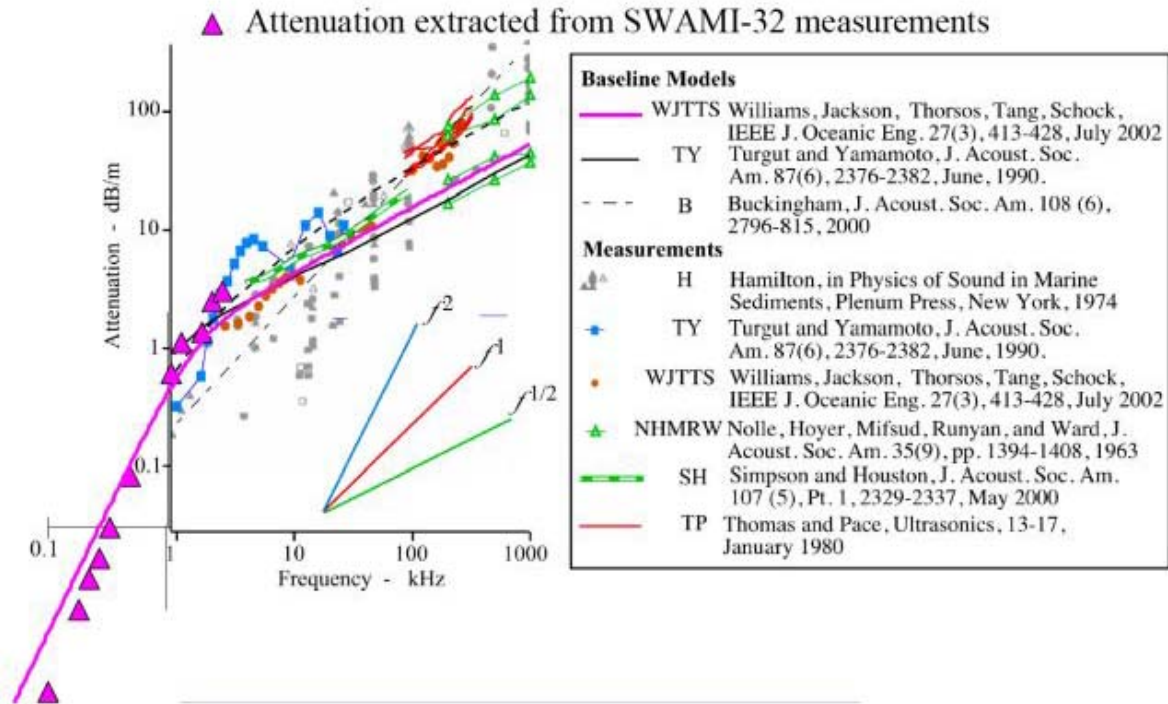 Attenuation extracted from SWAMI-32 measurements
Attenuation - dB/m
100
10
1
0.1
0.1
1
10
100
1000
Frequency - kHz
f²
f¹
f¹/²
Baseline Models
WJTTS Williams, Jackson, Thorsos, Tang, Schock,
IEEE J. Oceanic Eng. 27(3), 413-428, July 2002
TY Turgut and Yamamoto, J. Acoust. Soc.
Am. 87(6), 2376-2382, June, 1990.
B Buckingham, J. Acoust. Soc. Am. 108 (6),
2796-815, 2000
Measurements
H Hamilton, in Physics of Sound in Marine
Sediments, Plenum Press, New York, 1974
TY Turgut and Yamamoto, J. Acoust. Soc.
Am. 87(6), 2376-2382, June, 1990.
WJTTS Williams, Jackson, Thorsos, Tang, Schock,
IEEE J. Oceanic Eng. 27(3), 413-428, July 2002
NHMRW Nolle, Hoyer, Mifsud, Runyan, and Ward, J.
Acoust. Soc. Am. 35(9), pp. 1394-1408, 1963
SH Simpson and Houston, J. Acoust. Soc. Am.
107 (5), Pt. 1, 2329-2337, May 2000
TP Thomas and Pace, Ultrasonics, 13-17,
January 1980